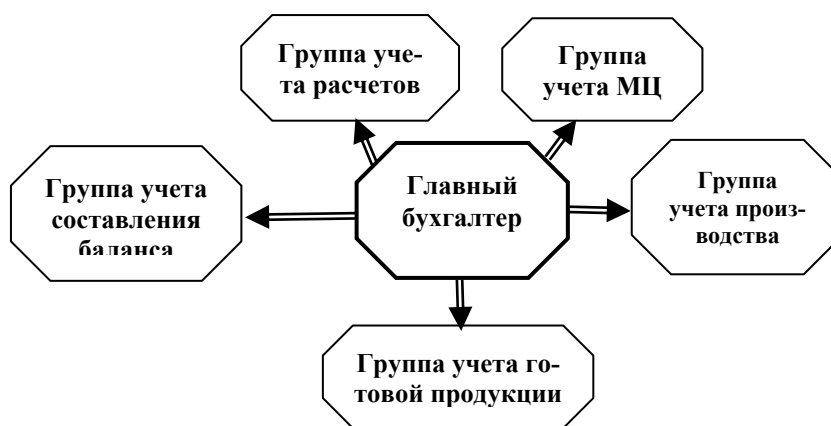 Группа уче-
та расчетов
Группа
учета МЦ
Группа учета
составления
баланса
Главный
бухгалтер
Группа
учета произ-
водства
Группа учета го-
товой продукции